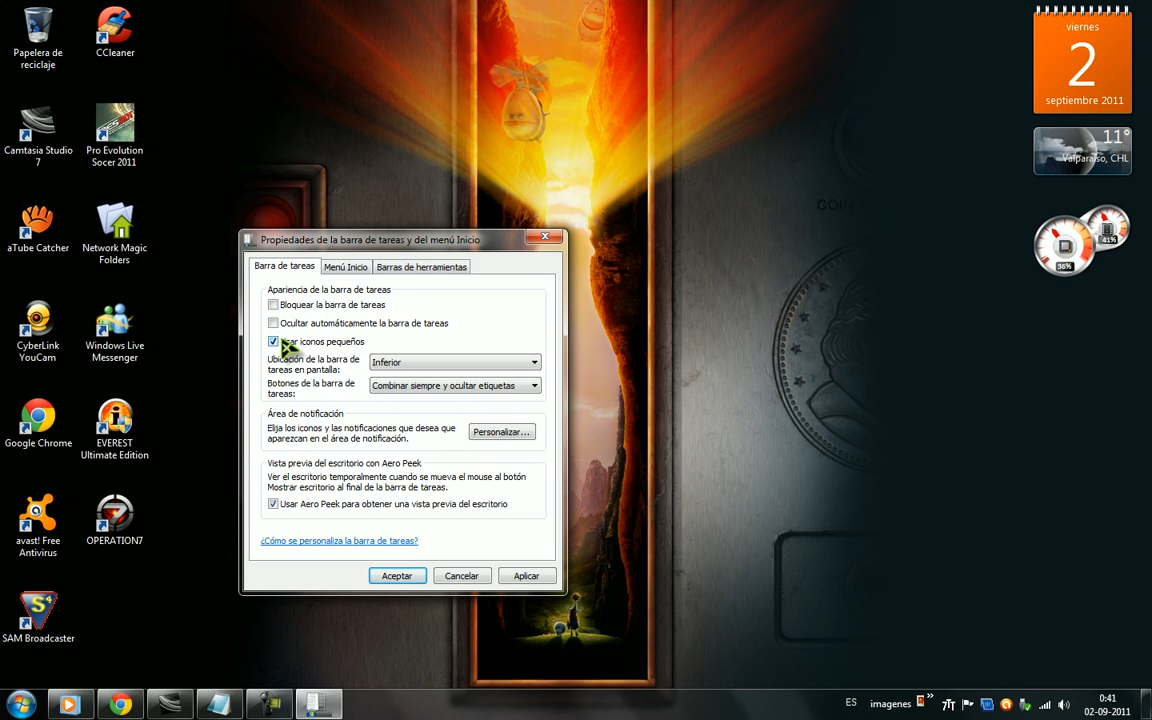 Papelera de
reciclaje
CCleaner
Camtasia Studio
7
Pro Evolution
Socer 2011
aTube Catcher
Network Magic
Folders
CyberLink
YouCam
Windows Live
Messenger
Google Chrome
EVEREST
Ultimate Edition
avast! Free
Antivirus
OPERATION7
SAM Broadcaster
viernes
2
septiembre 2011
11°
Valparaíso, CHL
41%
36%
COIN
Propiedades de la barra de tareas y del menú Inicio
Barra de tareas
Menú Inicio
Barras de herramientas
Apariencia de la barra de tareas
Bloquear la barra de tareas
Ocultar automáticamente la barra de tareas
iconos pequeños
Ubicación de la barra de
tareas en pantalla:
Inferior
Botones de la barra de
tareas:
Combinar siempre y ocultar etiquetas
Área de notificación
Elija los iconos y las notificaciones que desea que
aparezcan en el área de notificación.
Personalizar...
Vista previa del escritorio con Aero Peek
Ver el escritorio temporalmente cuando se mueva el mouse al botón
Mostrar escritorio al final de la barra de tareas.
Usar Aero Peek para obtener una vista previa del escritorio
¿Cómo se personaliza la barra de tareas?
Aceptar
Cancelar
Aplicar
ES
imagenes
0:41
02-09-2011